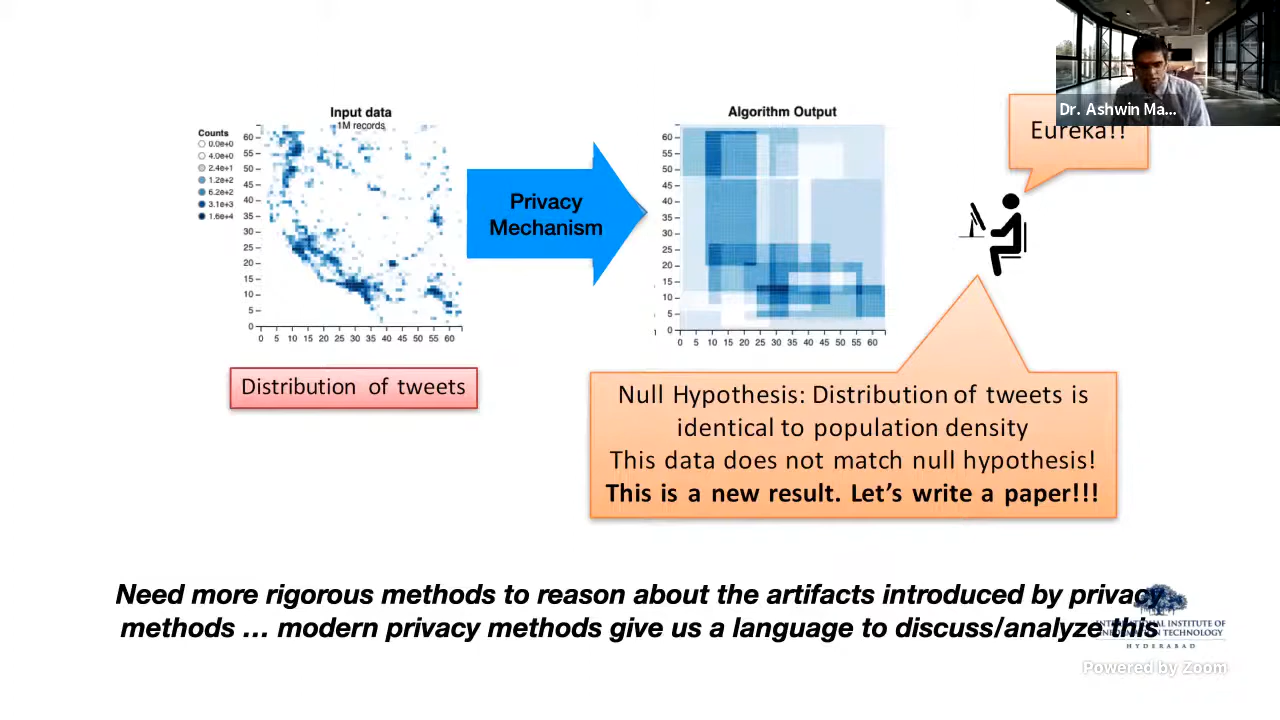 Dr. Ashwin Ma...
Eureka!!
Input data
1M records
Counts
0.0e+0
4.0e+0
2.4e+1
1.2e+2
6.2e+2
3.1e+3
1.6e+4
60
55
50
45
40
35
30
25
20
15
10
5
0
0 5 10 15 20 25 30 35 40 45 50 55 60
Privacy
Mechanism
Algorithm Output
60
55
50
45
40
35
30
25
20
15
10
5
0
0 5 10 15 20 25 30 35 40 45 50 55 60
Distribution of tweets
Null Hypothesis: Distribution of tweets is
identical to population density
This data does not match null hypothesis!
This is a new result. Let's write a paper!!!
Need more rigorous methods to reason about the artifacts introduced by privacy
methods ... modern privacy methods give us a language to discuss/analyze this
INTERNATIONAL INSTITUTE OF
INFORMATION TECHNOLOGY
HYDERABAD
Powered by Zoom